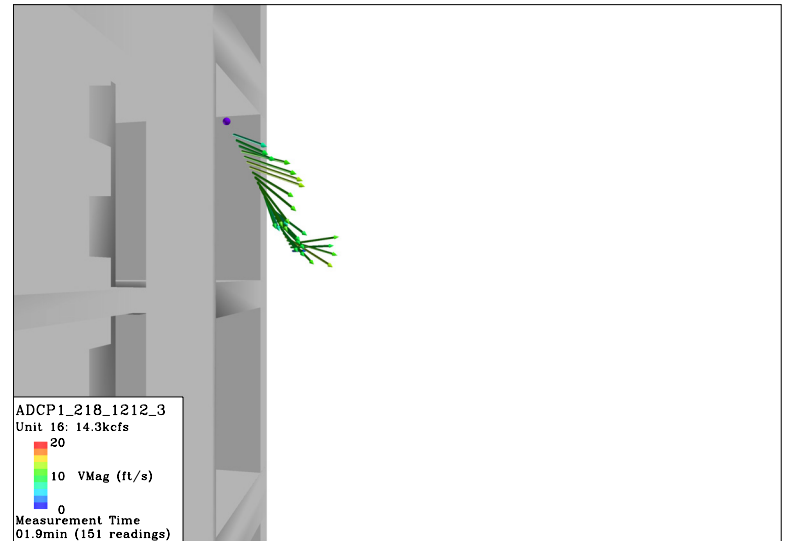 ADCP1_218_1212_3
Unit 16: 14.3kcfs
20
10 VMag (ft/s)
0
Measurement Time
01.9min (151 readings)